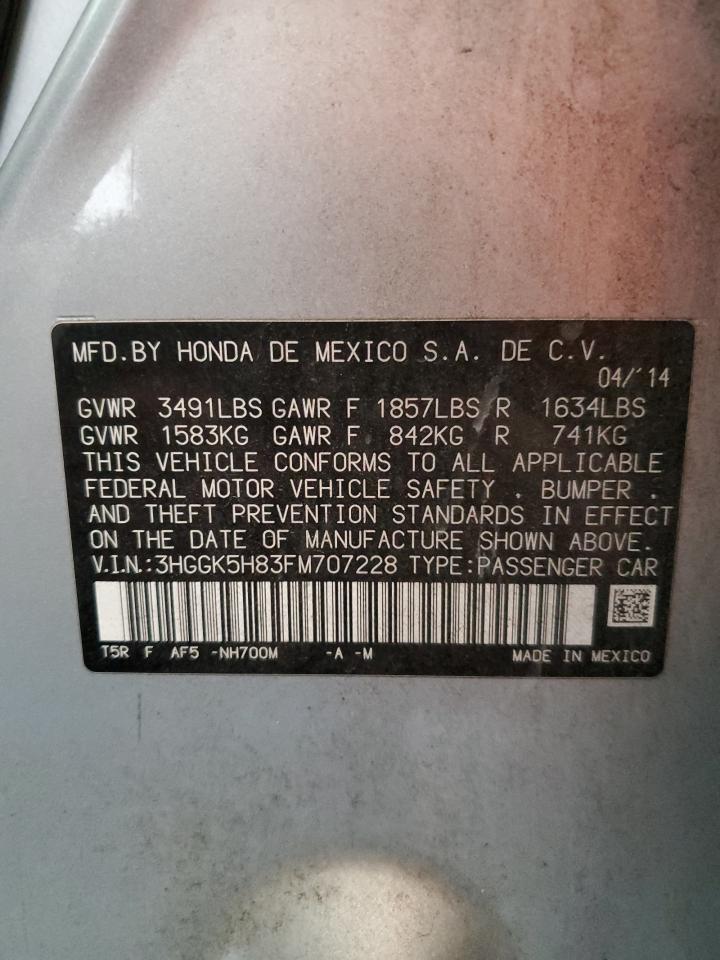 MFD.BY HONDA DE MEXICO S.A. DE C.V.
04/'14
GVWR 3491LBS GAWR F 1857LBS R 1634LBS
GVWR 1583KG GAWR F 842KG R 741KG
THIS VEHICLE CONFORMS TO ALL APPLICABLE
FEDERAL MOTOR VEHICLE SAFETY . BUMPER .
AND THEFT PREVENTION STANDARDS IN EFFECT
ON THE DATE OF MANUFACTURE SHOWN ABOVE.
V.I.N.:3HGGK5H83FM707228 TYPE:PASSENGER CAR
T5R F AF5 -NH700M -A -M MADE IN MEXICO